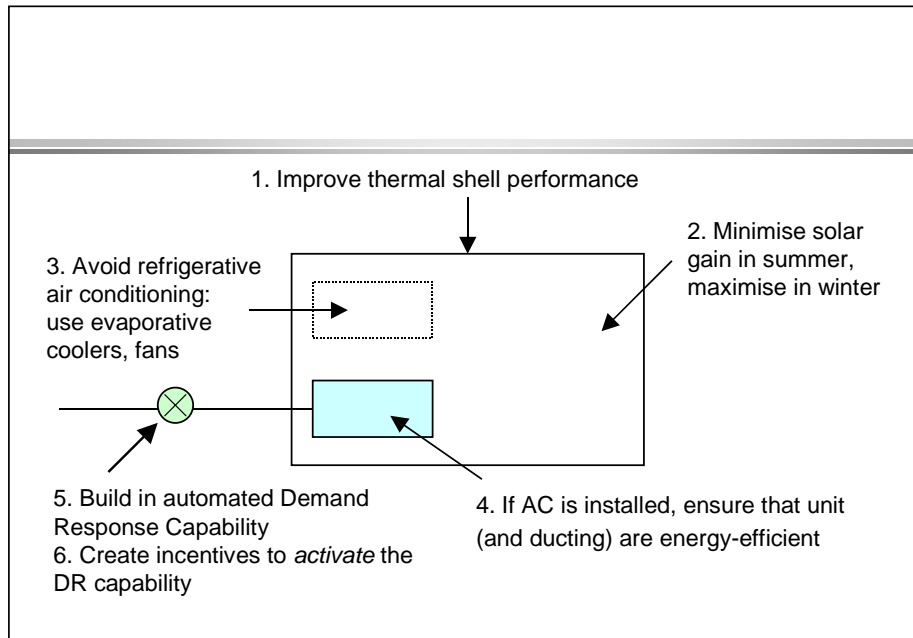 1. Improve thermal shell performance
2. Minimise solar
gain in summer,
maximise in winter
3. Avoid refrigerative
air conditioning:
use evaporative
coolers, fans
4. If AC is installed, ensure that unit
(and ducting) are energy-efficient
5. Build in automated Demand
Response Capability
6. Create incentives to activate the
DR capability